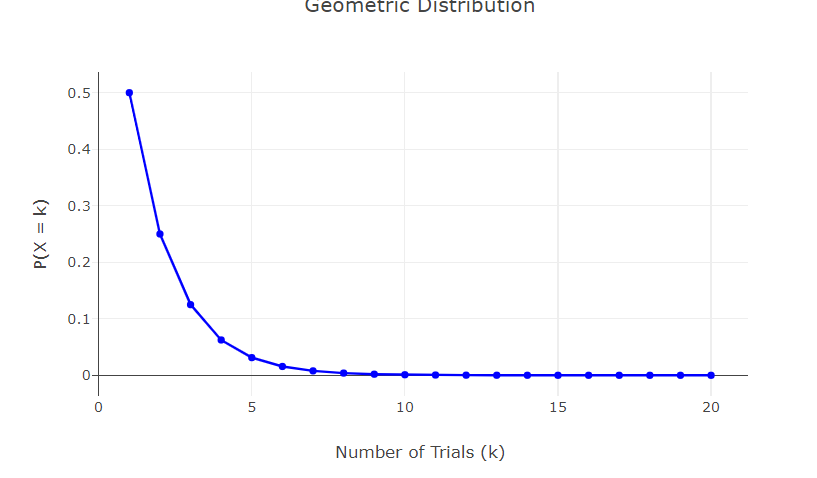 Geometric Distribution
0.5
0.4
0.3
0.2
0.1
0
P(X = k)
0 5 10 15 20
Number of Trials (k)